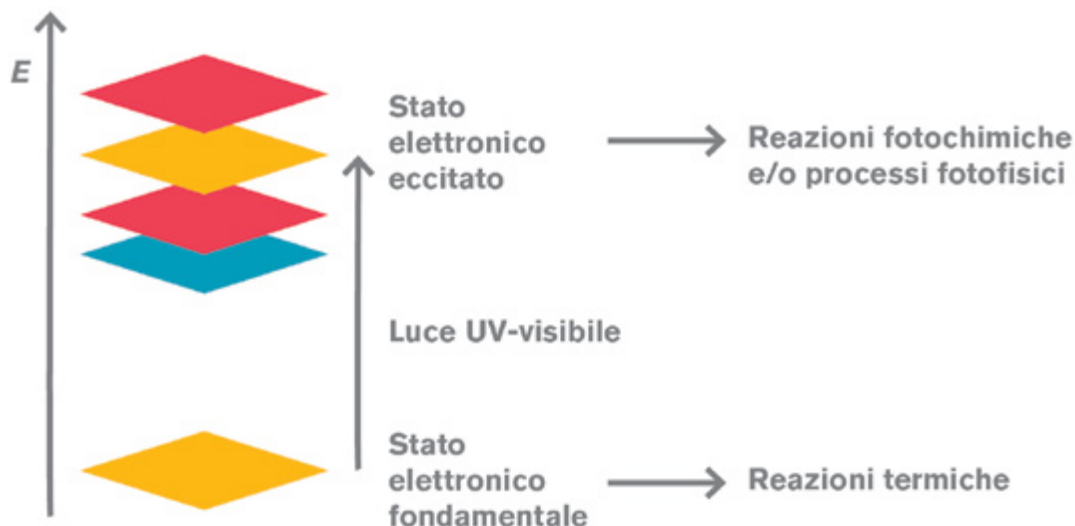 E
Stato
elettronico
eccitato
Reazioni fotochimiche
e/o processi fotofisici
Luce UV-visibile
Stato
elettronico
fondamentale
Reazioni termiche